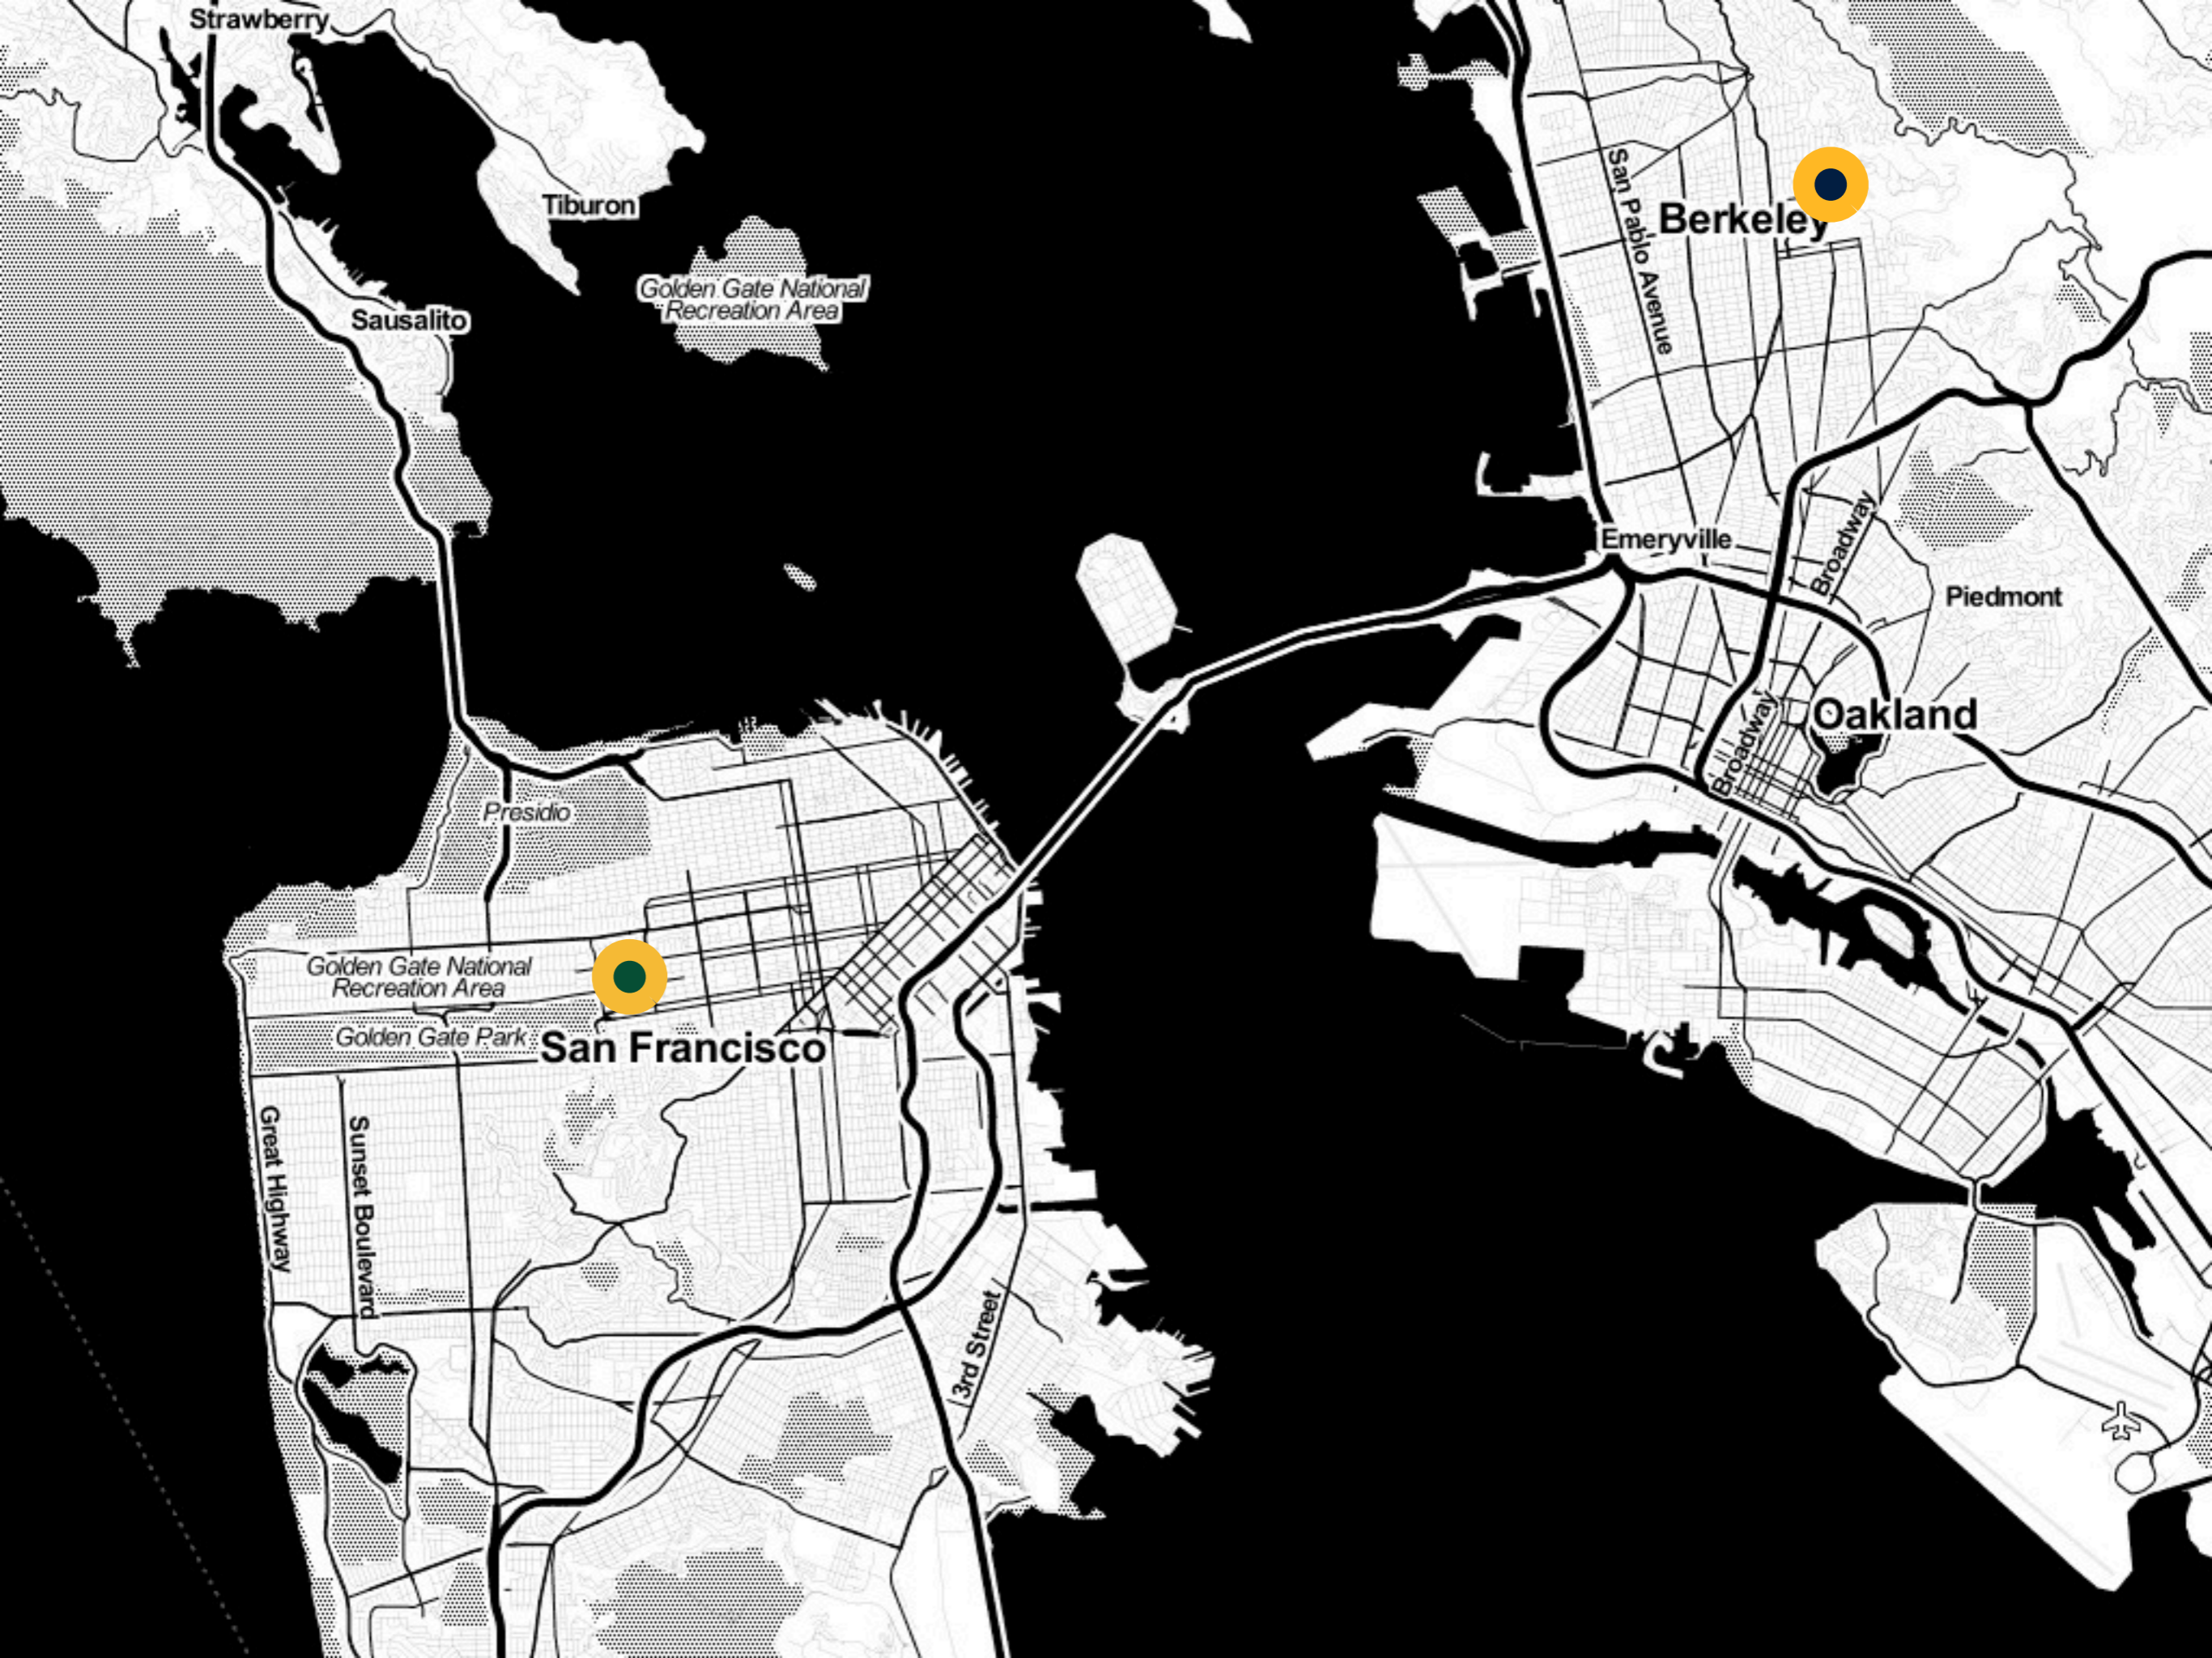 Strawberry
Tiburon
Golden Gate National
Recreation Area
Sausalito
San Pablo Avenue
Berkeley
Emeryville
Broadway
Piedmont
Oakland
Broadway
Presidio
Golden Gate National
Recreation Area
Golden Gate Park
San Francisco
Great Highway
Sunset Boulevard
3rd Street